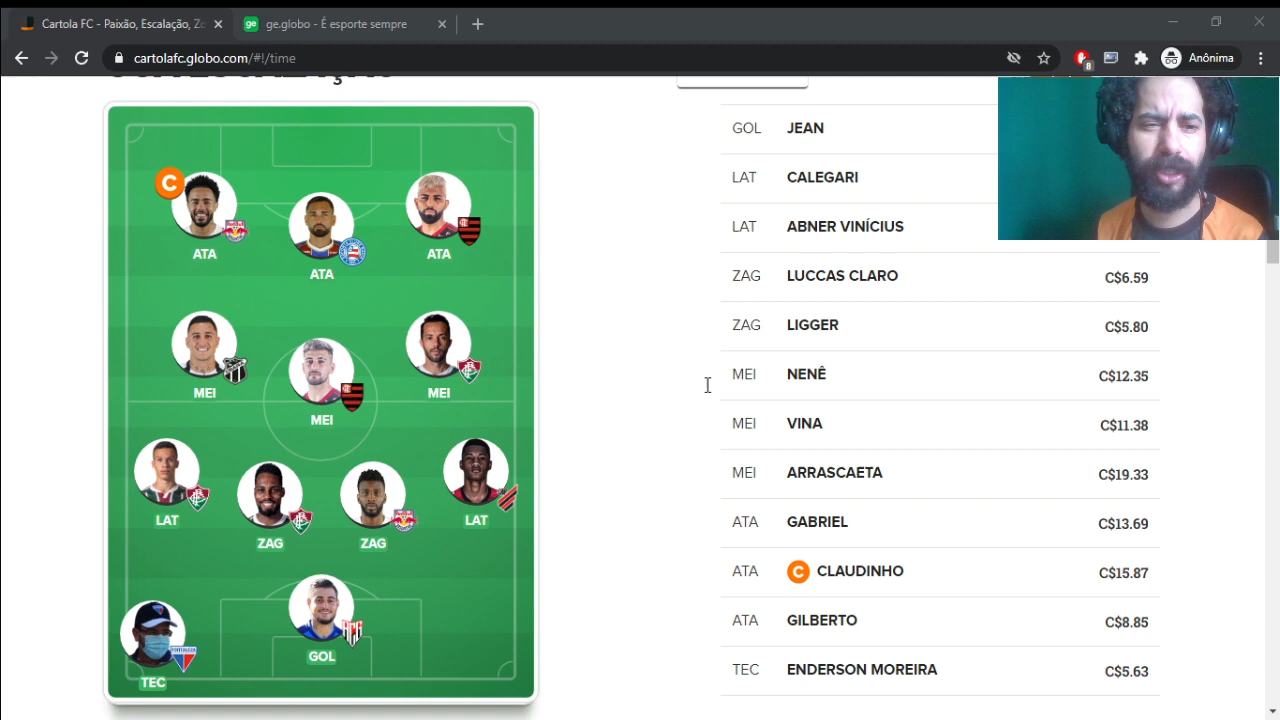 Cartola FC - Paixão, Escalação, Zo
ge.globo - É esporte sempre
cartolafc.globo.com/#!/time
8
Anônima
C
ATA
ATA
ATA
MEI
MEI
MEI
LAT
ZAG
ZAG
LAT
GOL
FORTALEZA
TEC
GOL JEAN
LAT CALEGARI
LAT ABNER VINÍCIUS
ZAG LUCCAS CLARO C$6.59
ZAG LIGGER C$5.80
MEI NENÊ C$12.35
MEI VINA C$11.38
MEI ARRASCAETA C$19.33
ATA GABRIEL C$13.69
ATA C CLAUDINHO C$15.87
ATA GILBERTO C$8.85
TEC ENDERSON MOREIRA C$5.63